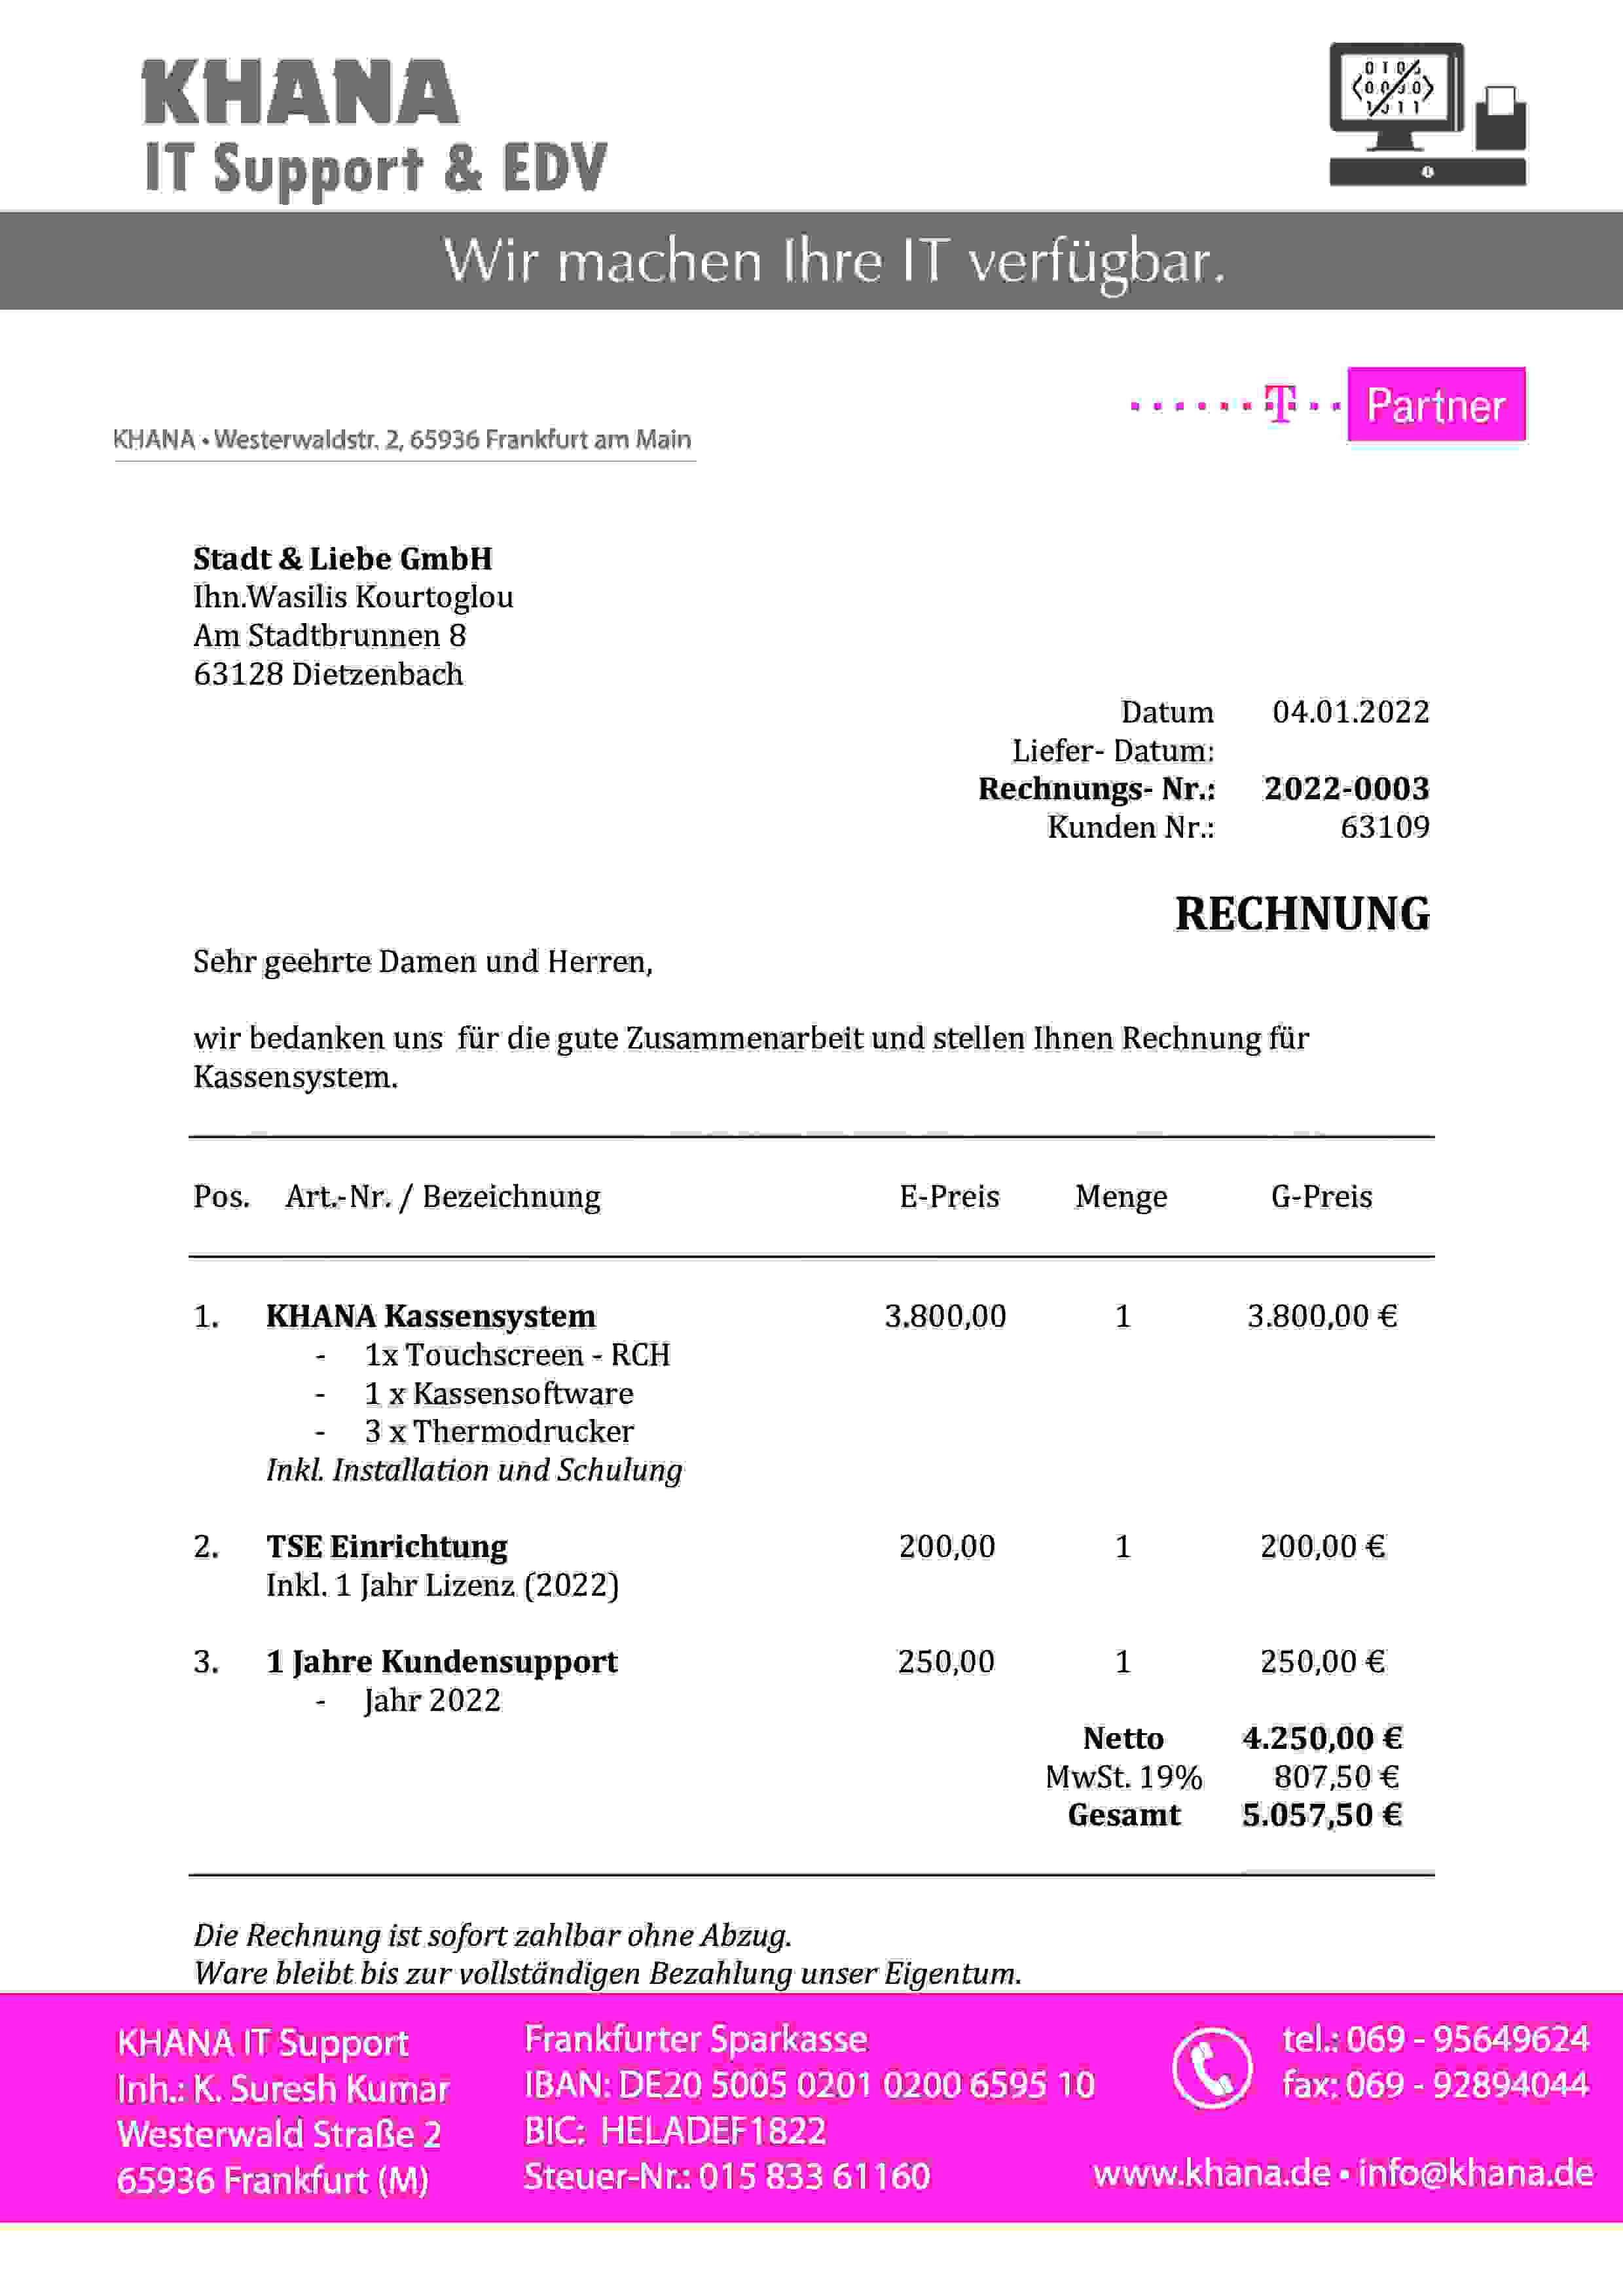 KHANA
IT Support & EDV
Wir machen Ihre IT verfügbar.
T Partner
KHANA • Westerwaldstr. 2, 65936 Frankfurt am Main
Stadt & Liebe GmbH
Ihn.Wasilis Kourtoglou
Am Stadtbrunnen 8
63128 Dietzenbach
Datum 04.01.2022
Liefer- Datum:
Rechnungs- Nr.: 2022-0003
Kunden Nr.: 63109
RECHNUNG
Sehr geehrte Damen und Herren,
wir bedanken uns für die gute Zusammenarbeit und stellen Ihnen Rechnung für
Kassensystem.
Pos. Art.-Nr. / Bezeichnung E-Preis Menge G-Preis
1. KHANA Kassensystem 3.800,00 1 3.800,00 €
- 1x Touchscreen - RCH
- 1 x Kassensoftware
- 3 x Thermodrucker
Inkl. Installation und Schulung
2. TSE Einrichtung 200,00 1 200,00 €
Inkl. 1 Jahr Lizenz (2022)
3. 1 Jahre Kundensupport 250,00 1 250,00 €
- Jahr 2022
Netto 4.250,00 €
MwSt. 19% 807,50 €
Gesamt 5.057,50 €
Die Rechnung ist sofort zahlbar ohne Abzug.
Ware bleibt bis zur vollständigen Bezahlung unser Eigentum.
KHANA IT Support
Inh.: K. Suresh Kumar
Westerwald Straße 2
65936 Frankfurt (M)
Frankfurter Sparkasse
IBAN: DE20 5005 0201 0200 6595 10
BIC: HELADEF1822
Steuer-Nr.: 015 833 61160
tel.: 069 - 95649624
fax: 069 - 92894044
www.khana.de • info@khana.de